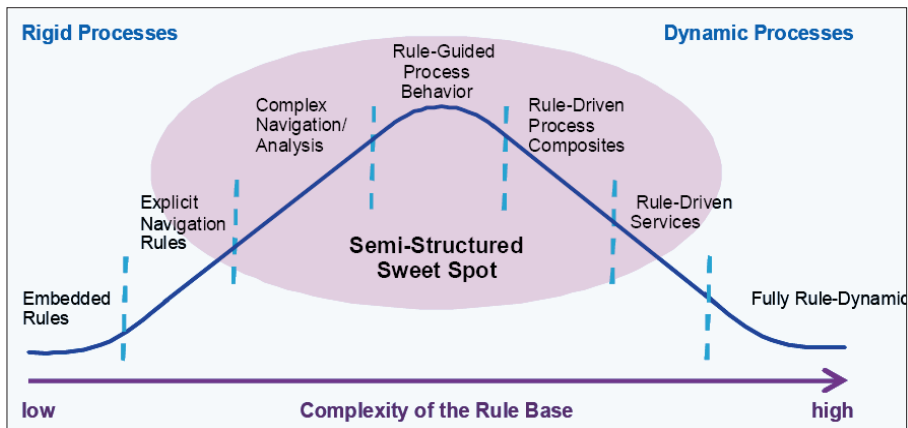 Rigid Processes
Dynamic Processes
Rule-Guided
Process
Behavior
Complex
Navigation/
Analysis
Rule-Driven
Process
Composites
Explicit
Navigation
Rules
Rule-Driven
Services
Semi-Structured
Sweet Spot
Embedded
Rules
Fully Rule-Dynamic
low
Complexity of the Rule Base
high